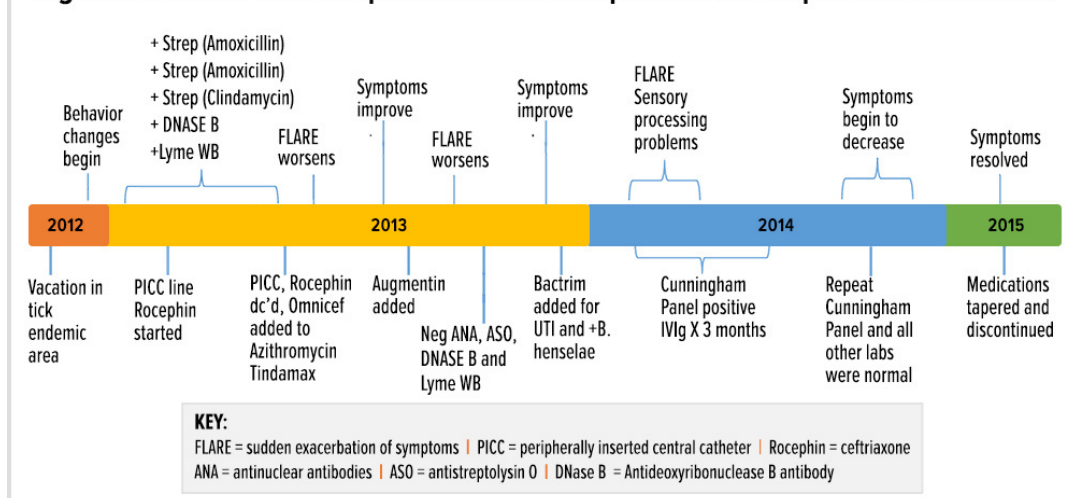 + Strep (Amoxicillin)
+ Strep (Amoxicillin)
+ Strep (Clindamycin)
+ DNASE B
+Lyme WB
Behavior
changes
begin
FLARE
worsens
Symptoms
improve
FLARE
worsens
Symptoms
improve
FLARE
Sensory
processing
problems
Symptoms
begin to
decrease
Symptoms
resolved
2012
2013
2014
2015
Vacation in
tick
endemic
area
PICC line
Rocephin
started
PICC, Rocephin
dc'd, Omnicef
added to
Azithromycin
Tindamax
Augmentin
added
Neg ANA, ASO,
DNASE B and
Lyme WB
Bactrim
added for
UTI and +B.
henselae
Cunningham
Panel positive
IVIg X 3 months
Repeat
Cunningham
Panel and all
other labs
were normal
Medications
tapered and
discontinued
KEY:
FLARE = sudden exacerbation of symptoms | PICC = peripherally inserted central catheter | Rocephin = ceftriaxone
ANA = antinuclear antibodies | ASO = antistreptolysin O | DNase B = Antideoxyribonuclease B antibody